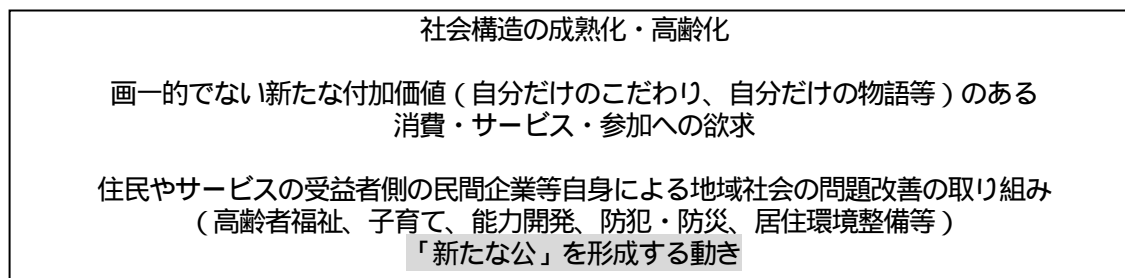 社会構造の成熟化・高齢化
画一的でない新たな付加価値（自分だけのこだわり、自分だけの物語等）のある
消費・サービス・参加への欲求
住民やサービスの受益者側の民間企業等自身による地域社会の問題改善の取り組み
（高齢者福祉、子育て、能力開発、防犯・防災、居住環境整備等）
「新たな公」を形成する動き